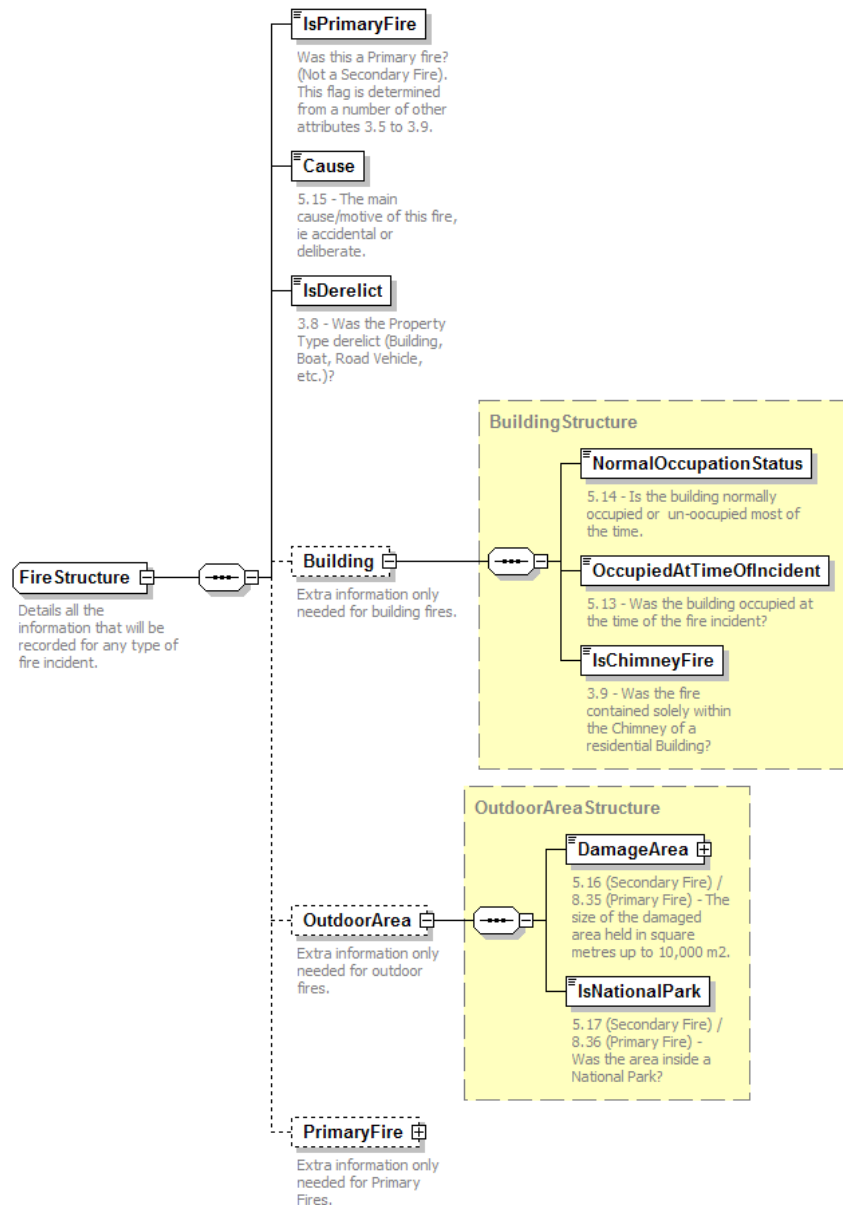 IsPrimaryFire
Was this a Primary fire?
(Not a Secondary Fire).
This flag is determined
from a number of other
attributes 3.5 to 3.9.
Cause
5.15 - The main
cause/motive of this fire,
ie accidental or
deliberate.
IsDerelict
3.8 - Was the Property
Type derelict (Building,
Boat, Road Vehicle,
etc.)?
FireStructure
Details all the
information that will be
recorded for any type of
fire incident.
Building
Extra information only
needed for building fires.
BuildingStructure
NormalOccupationStatus
5.14 - Is the building normally
occupied or un-oocupied most of
the time.
OccupiedAtTimeOfIncident
5.13 - Was the building occupied at
the time of the fire incident?
IsChimneyFire
3.9 - Was the fire
contained solely within
the Chimney of a
residential Building?
OutdoorArea
Extra information only
needed for outdoor
fires.
OutdoorAreaStructure
DamageArea
5.16 (Secondary Fire) /
8.35 (Primary Fire) - The
size of the damaged
area held in square
metres up to 10,000 m2.
IsNationalPark
5.17 (Secondary Fire) /
8.36 (Primary Fire) -
Was the area inside a
National Park?
PrimaryFire
Extra information only
needed for Primary
Fires.